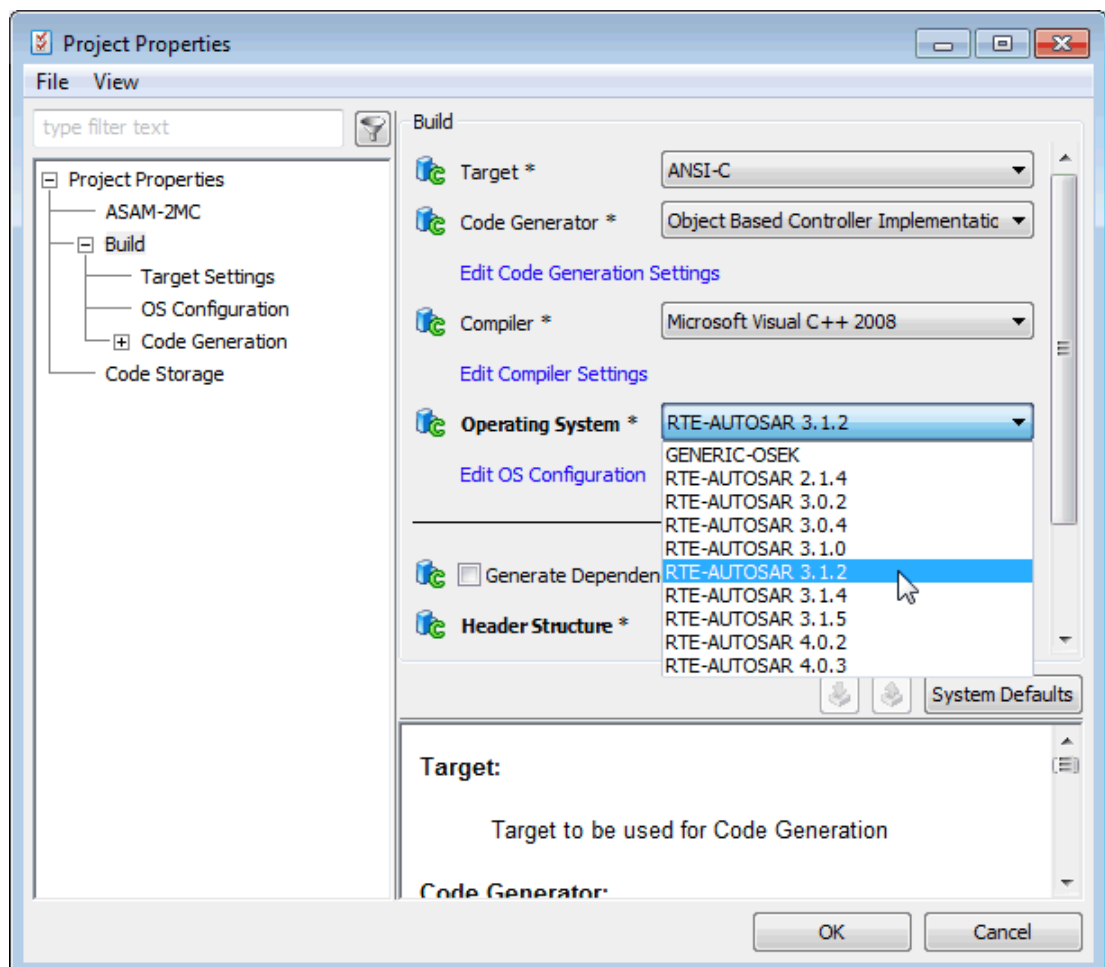 Project Properties
File View
type filter text
Project Properties
ASAM-2MC
Build
Target Settings
OS Configuration
Code Generation
Code Storage
Build
Target * ANSI-C
Code Generator * Object Based Controller Implementatic
Edit Code Generation Settings
Compiler * Microsoft Visual C++ 2008
Edit Compiler Settings
Operating System * RTE-AUTOSAR 3.1.2
GENERIC-OSEK
Edit OS Configuration
RTE-AUTOSAR 2.1.4
RTE-AUTOSAR 3.0.2
RTE-AUTOSAR 3.0.4
RTE-AUTOSAR 3.1.0
Generate Dependen
RTE-AUTOSAR 3.1.2
RTE-AUTOSAR 3.1.4
Header Structure *
RTE-AUTOSAR 3.1.5
RTE-AUTOSAR 4.0.2
RTE-AUTOSAR 4.0.3
System Defaults
Target:
Target to be used for Code Generation
Code Generator:
OK Cancel